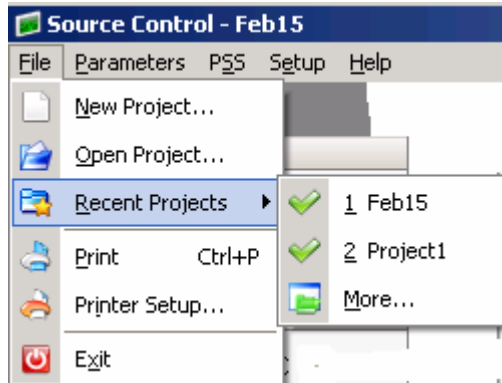 Source Control - Feb15
File Parameters PSS Setup Help
New Project...
Open Project...
Recent Projects
1 Feb15
2 Project1
More...
Print Ctrl+P
Printer Setup...
Exit